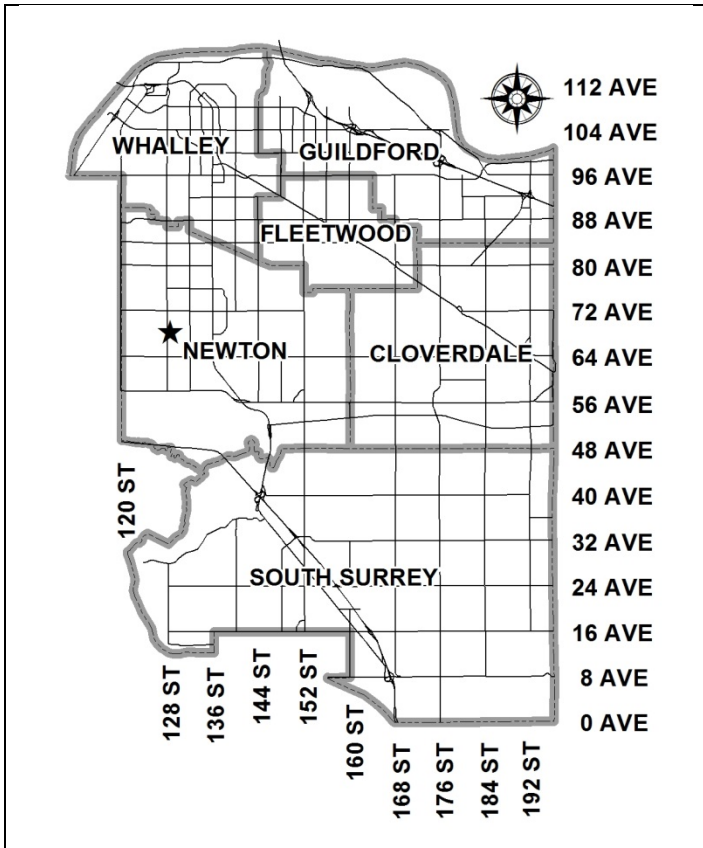 112 AVE
104 AVE
WHALLEY
GUILDFORD
96 AVE
88 AVE
FLEETWOOD
80 AVE
72 AVE
NEWTON
CLOVERDALE
64 AVE
56 AVE
48 AVE
120 ST
40 AVE
32 AVE
SOUTH SURREY
24 AVE
16 AVE
8 AVE
0 AVE
128 ST
136 ST
144 ST
152 ST
160 ST
168 ST
176 ST
184 ST
192 ST